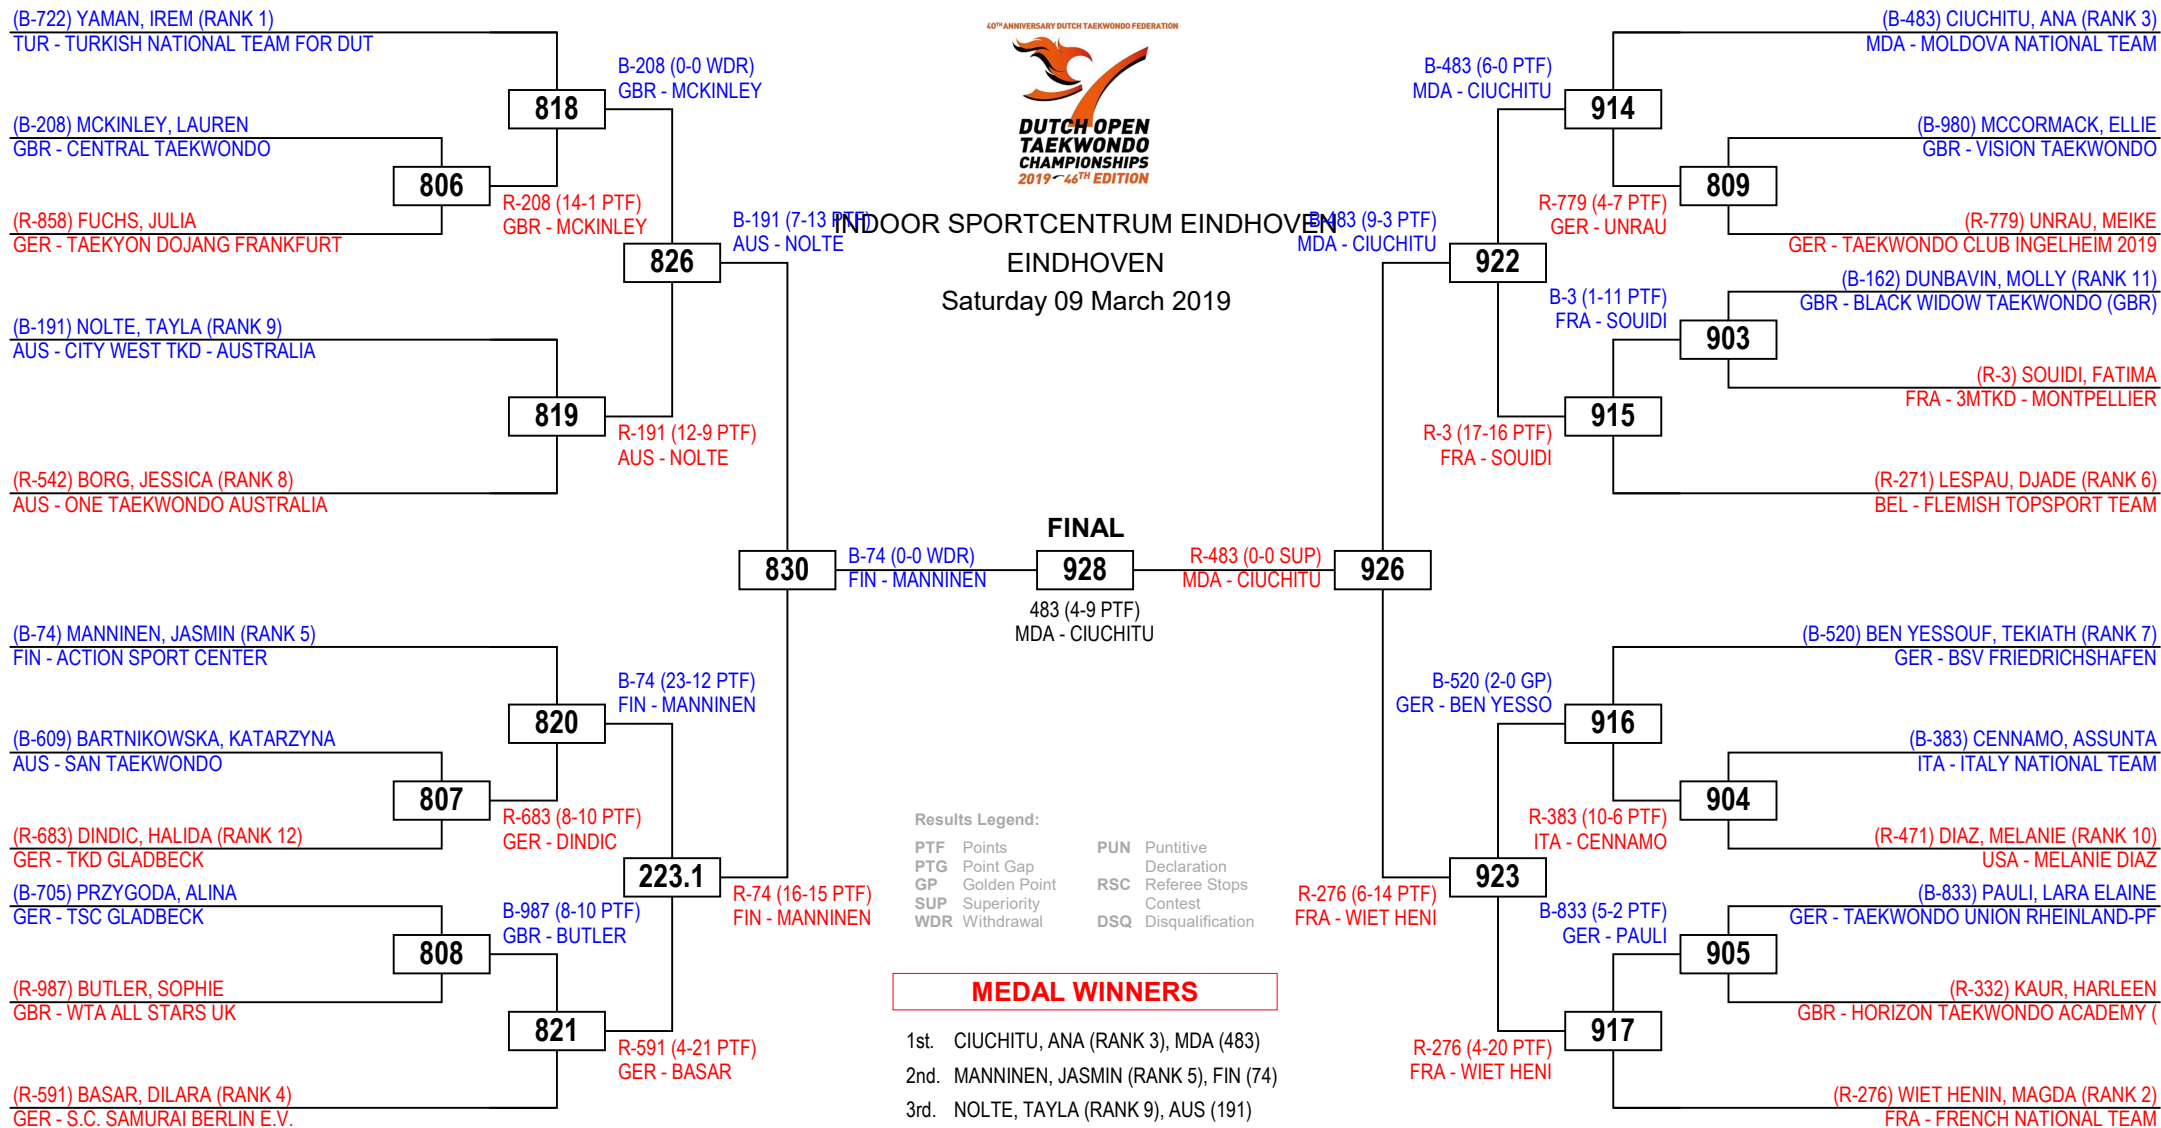 (B-722) YAMAN, IREM (RANK 1)
TUR - TURKISH NATIONAL TEAM FOR DUT
(B-208) MCKINLEY, LAUREN
GBR - CENTRAL TAEKWONDO
(R-858) FUCHS, JULIA
GER - TAEKYON DOJANG FRANKFURT
(B-191) NOLTE, TAYLA (RANK 9)
AUS - CITY WEST TKD - AUSTRALIA
(R-542) BORG, JESSICA (RANK 8)
AUS - ONE TAEKWONDO AUSTRALIA
(B-74) MANNINEN, JASMIN (RANK 5)
FIN - ACTION SPORT CENTER
(B-609) BARTNIKOWSKA, KATARZYNA
AUS - SAN TAEKWONDO
(R-683) DINDIC, HALIDA (RANK 12)
GER - TKD GLADBECK
(B-705) PRZYGODA, ALINA
GER - TSC GLADBECK
(R-987) BUTLER, SOPHIE
GBR - WTA ALL STARS UK
(R-591) BASAR, DILARA (RANK 4)
GER - S.C. SAMURAI BERLIN E.V.
806
807
808
R-208 (14-1 PTF)
GBR - MCKINLEY
R-683 (8-10 PTF)
GER - DINDIC
B-987 (8-10 PTF)
GBR - BUTLER
818
819
820
821
B-208 (0-0 WDR)
GBR - MCKINLEY
R-191 (12-9 PTF)
AUS - NOLTE
B-74 (23-12 PTF)
FIN - MANNINEN
R-591 (4-21 PTF)
GER - BASAR
826
223.1
B-191 (7-13 PTF)
AUS - NOLTE
R-74 (16-15 PTF)
FIN - MANNINEN
830
B-74 (0-0 WDR)
FIN - MANNINEN
40TH ANNIVERSARY DUTCH TAEKWONDO FEDERATION
DUTCH OPEN
TAEKWONDO
CHAMPIONSHIPS
2019 46TH EDITION
INDOOR SPORTCENTRUM EINDHOVEN
EINDHOVEN
Saturday 09 March 2019
FINAL
928
483 (4-9 PTF)
MDA - CIUCHITU
Results Legend:
PTF Points
PTG Point Gap
GP Golden Point
SUP Superiority
WDR Withdrawal
PUN Puntitive
Declaration
RSC Referee Stops
Contest
DSQ Disqualification
MEDAL WINNERS
1st. CIUCHITU, ANA (RANK 3), MDA (483)
2nd. MANNINEN, JASMIN (RANK 5), FIN (74)
3rd. NOLTE, TAYLA (RANK 9), AUS (191)
R-483 (0-0 SUP)
MDA - CIUCHITU
926
B-483 (9-3 PTF)
MDA - CIUCHITU
R-276 (6-14 PTF)
FRA - WIET HENI
922
923
B-483 (6-0 PTF)
MDA - CIUCHITU
R-3 (17-16 PTF)
FRA - SOUIDI
B-520 (2-0 GP)
GER - BEN YESSO
R-276 (4-20 PTF)
FRA - WIET HENI
914
915
916
917
R-779 (4-7 PTF)
GER - UNRAU
B-3 (1-11 PTF)
FRA - SOUIDI
R-383 (10-6 PTF)
ITA - CENNAMO
B-833 (5-2 PTF)
GER - PAULI
809
903
904
905
(B-483) CIUCHITU, ANA (RANK 3)
MDA - MOLDOVA NATIONAL TEAM
(B-980) MCCORMACK, ELLIE
GBR - VISION TAEKWONDO
(R-779) UNRAU, MEIKE
GER - TAEKWONDO CLUB INGELHEIM 2019
(B-162) DUNBAVIN, MOLLY (RANK 11)
GBR - BLACK WIDOW TAEKWONDO (GBR)
(R-3) SOUIDI, FATIMA
FRA - 3MTKD - MONTPELLIER
(R-271) LESPAU, DJADE (RANK 6)
BEL - FLEMISH TOPSPORT TEAM
(B-520) BEN YESSOUF, TEKIATH (RANK 7)
GER - BSV FRIEDRICHSHAFEN
(B-383) CENNAMO, ASSUNTA
ITA - ITALY NATIONAL TEAM
(R-471) DIAZ, MELANIE (RANK 10)
USA - MELANIE DIAZ
(B-833) PAULI, LARA ELAINE
GER - TAEKWONDO UNION RHEINLAND-PF
(R-332) KAUR, HARLEEN
GBR - HORIZON TAEKWONDO ACADEMY (
(R-276) WIET HENIN, MAGDA (RANK 2)
FRA - FRENCH NATIONAL TEAM